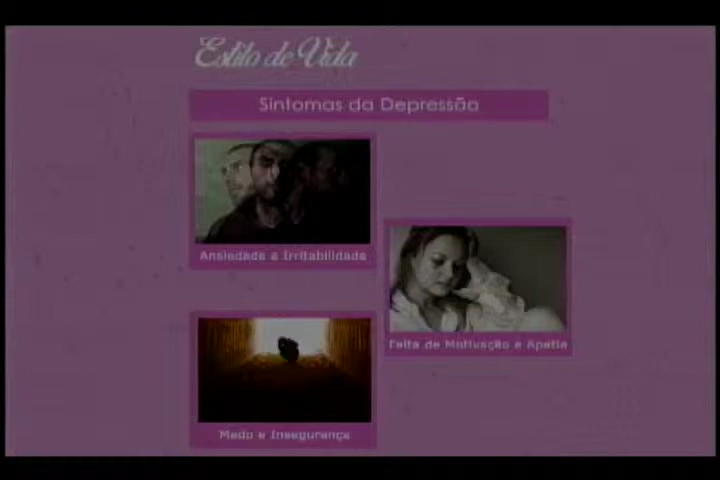 Estilo de Vida
Sintomas da Depressão
Ansiedade e Irritabilidade
Falta de Motivação e Apatia
Medo e Insegurança